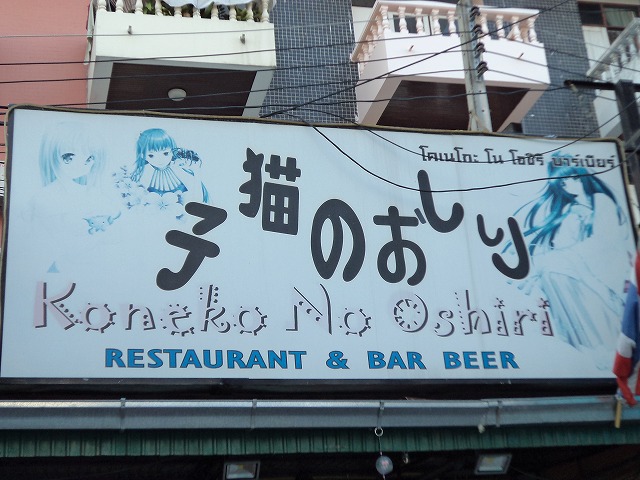 โคเนโกะ โน โอชิริ บาร์เบียร์
子猫のおしり
Koneko No Oshiri
RESTAURANT & BAR BEER